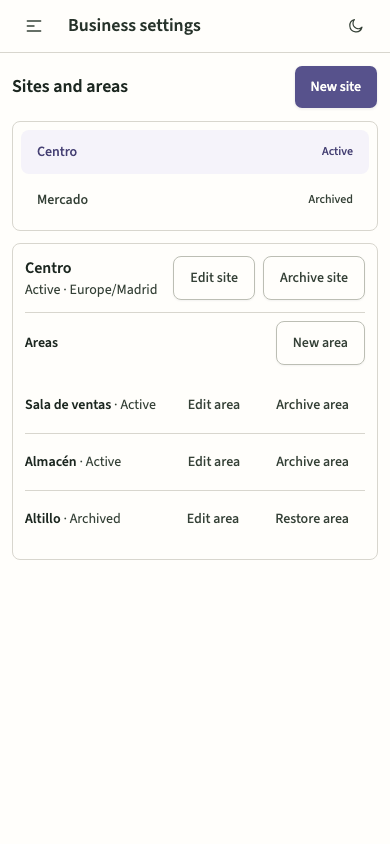 Business settings
Sites and areas
New site
Centro
Active
Mercado
Archived
Centro
Active · Europe/Madrid
Edit site
Archive site
Areas
New area
Sala de ventas · Active
Edit area
Archive area
Almacén · Active
Edit area
Archive area
Altillo · Archived
Edit area
Restore area